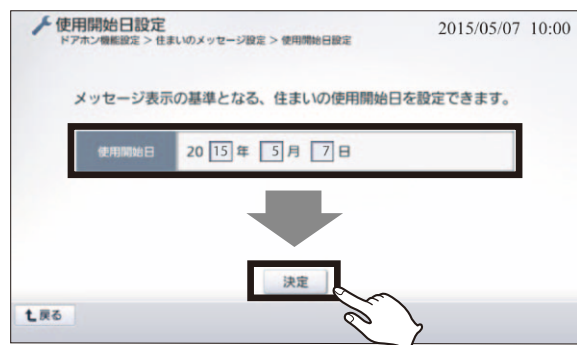 使用開始日設定
2015/05/07 10:00
ドアホン機能設定 > 住まいのメッセージ設定 > 使用開始日設定
メッセージ表示の基準となる、住まいの使用開始日を設定できます。
使用開始日 20 15 年 5 月 7 日
決定
戻る